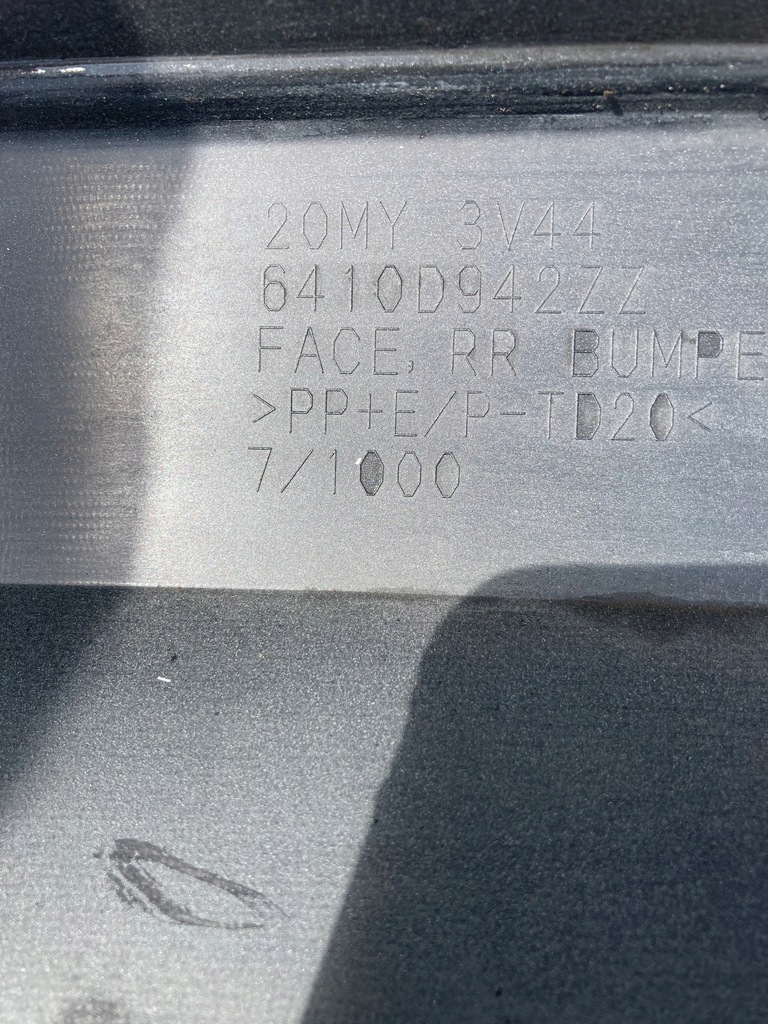 20MY 3V44
6410D942ZZ
FACE, RR BUMPE
>PP+E/P-TD20<
7/1000